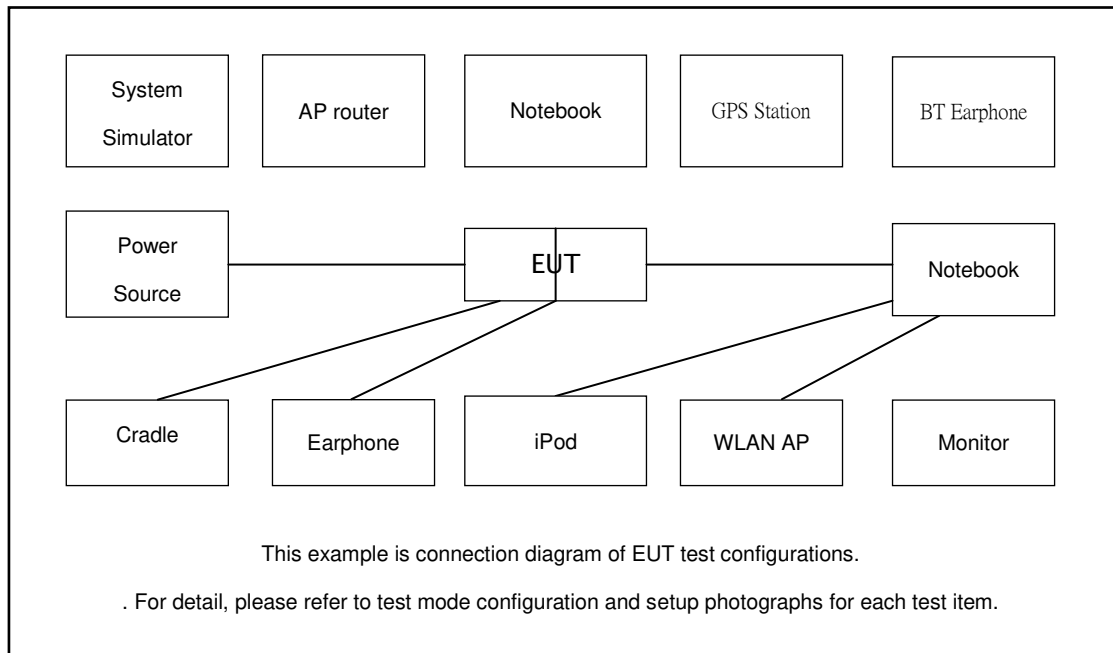 System
Simulator
AP router
Notebook
GPS Station
BT Earphone
Power
Source
EUT
Notebook
Cradle
Earphone
iPod
WLAN AP
Monitor
This example is connection diagram of EUT test configurations.
. For detail, please refer to test mode configuration and setup photographs for each test item.